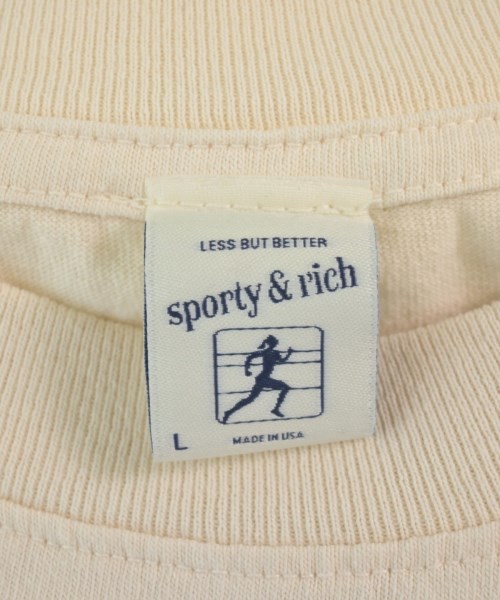 LESS BUT BETTER
sporty & rich
L MADE IN USA